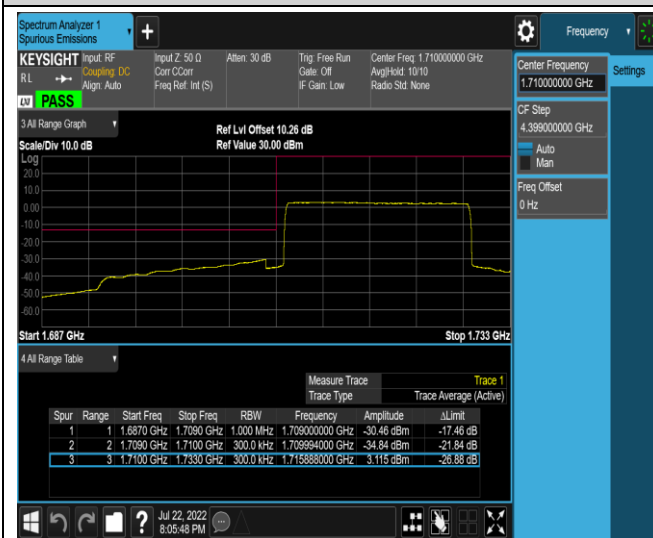 Spectrum Analyzer 1
Spurious Emissions
+
Frequency
KEYSIGHT Input: RF Input Z: 50 Ω Atten: 30 dB Trig: Free Run Center Freq: 1.710000000 GHz
RL Coupling: DC Corr CCorr Gate: Off Avg|Hold: 10/10
Align: Auto Freq Ref: Int (S) IF Gain: Low Radio Std: None
LXI PASS
Center Frequency
1.710000000 GHz
Settings
CF Step
4.399000000 GHz
Auto
Man
Freq Offset
0 Hz
3 All Range Graph
Ref Lvl Offset 10.26 dB
Scale/Div 10.0 dB Ref Value 30.00 dBm
Log
20.0
10.0
0.00
-10.0
-20.0
-30.0
-40.0
-50.0
-60.0
Start 1.687 GHz Stop 1.733 GHz
4 All Range Table
Measure Trace Trace 1
Trace Type Trace Average (Active)
Spur Range Start Freq Stop Freq RBW Frequency Amplitude ΔLimit
1 1 1.6870 GHz 1.7090 GHz 1.000 MHz 1.709000000 GHz -30.46 dBm -17.46 dB
2 2 1.7090 GHz 1.7100 GHz 300.0 kHz 1.709994000 GHz -34.84 dBm -21.84 dB
3 3 1.7100 GHz 1.7330 GHz 300.0 kHz 1.715888000 GHz 3.115 dBm -26.88 dB
? Jul 22, 2022
8:05:48 PM